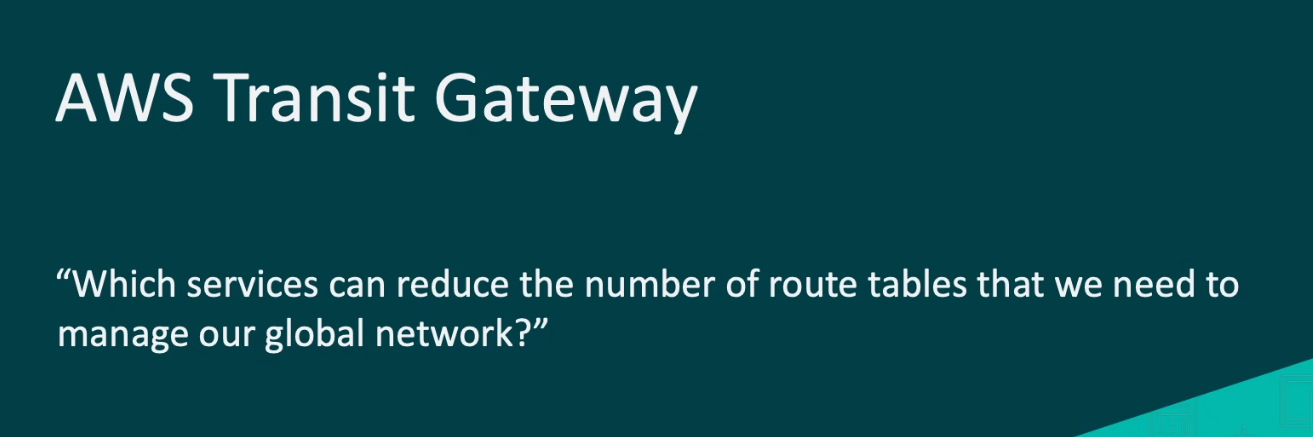 AWS Transit Gateway
“Which services can reduce the number of route tables that we need to
manage our global network?”